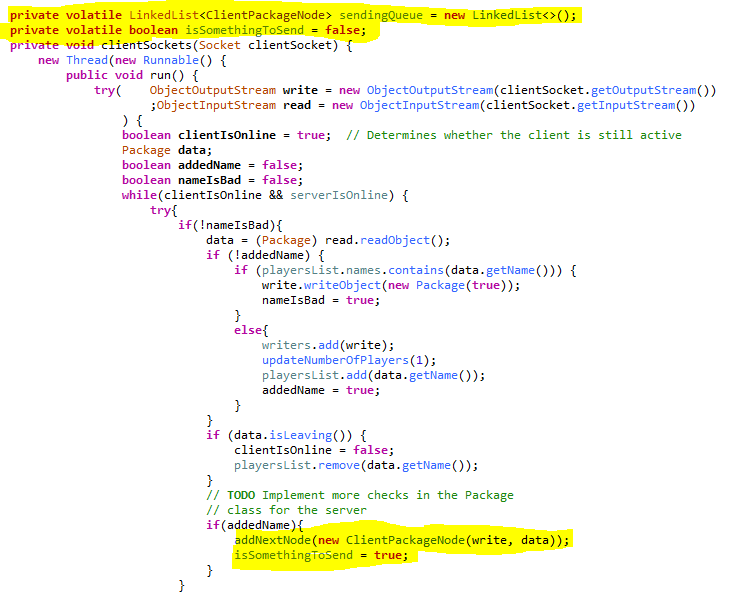 private volatile LinkedList<ClientPackageNode> sendingQueue = new LinkedList<>();
private volatile boolean isSomethingToSend = false;
private void clientSockets(Socket clientSocket) {
    new Thread(new Runnable() {
        public void run() {
            try(    ObjectOutputStream write = new ObjectOutputStream(clientSocket.getOutputStream())
                    ;ObjectInputStream read = new ObjectInputStream(clientSocket.getInputStream())
                ) {
                boolean clientIsOnline = true;  // Determines whether the client is still active
                Package data;
                boolean addedName = false;
                boolean nameIsBad = false;
                while(clientIsOnline && serverIsOnline) {
                    try{
                        if(!nameIsBad){
                            data = (Package) read.readObject();
                            if (!addedName) {
                                if (playersList.names.contains(data.getName())) {
                                    write.writeObject(new Package(true));
                                    nameIsBad = true;
                                }
                                else{
                                    writers.add(write);
                                    updateNumberOfPlayers(1);
                                    playersList.add(data.getName());
                                    addedName = true;
                                }
                            }
                            if (data.isLeaving()) {
                                clientIsOnline = false;
                                playersList.remove(data.getName());
                            }
                            // TODO Implement more checks in the Package
                            // class for the server
                            if(addedName){
                                addNextNode(new ClientPackageNode(write, data));
                                isSomethingToSend = true;
                            }
                        }